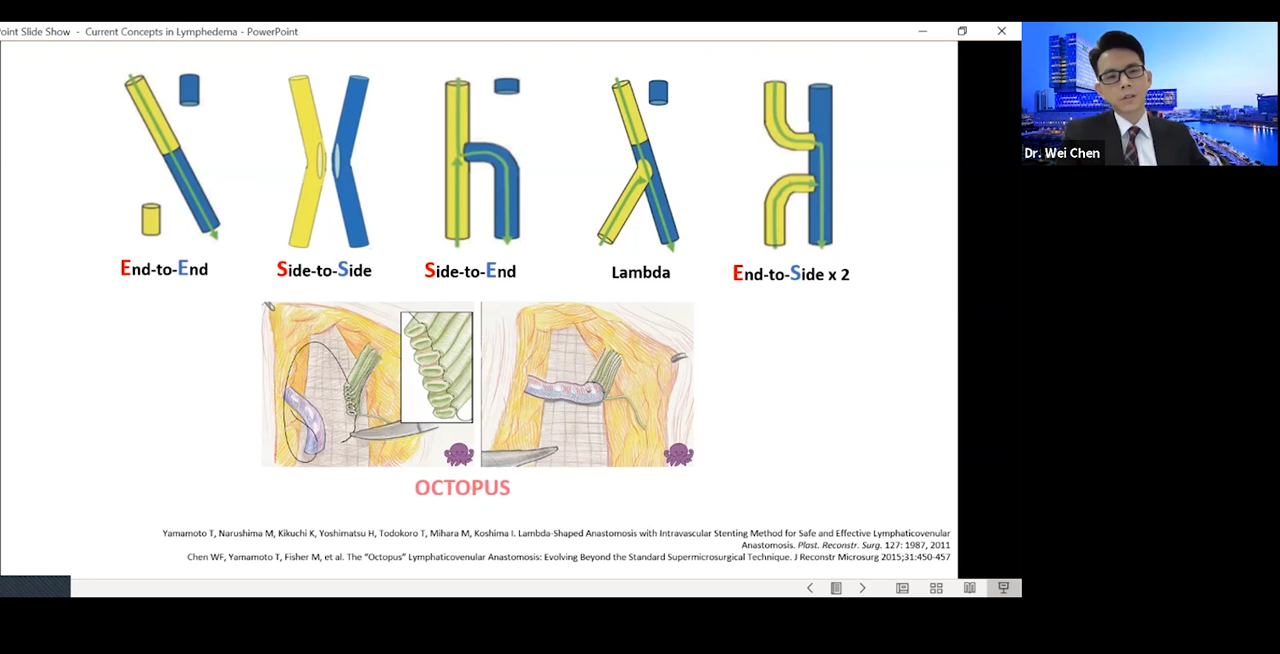 oint Slide Show - Current Concepts in Lymphedema - PowerPoint
Dr. Wei Chen
End-to-End
Side-to-Side
Side-to-End
Lambda
End-to-Side x 2
OCTOPUS
Yamamoto T, Narushima M, Kikuchi K, Yoshimatsu H, Todokoro T, Mihara M, Koshima I. Lambda-Shaped Anastomosis with Intravascular Stenting Method for Safe and Effective Lymphaticovenular
Anastomosis. Plast. Reconstr. Surg. 127: 1987, 2011
Chen WF, Yamamoto T, Fisher M, et al. The “Octopus” Lymphaticovenular Anastomosis: Evolving Beyond the Standard Supermicrosurgical Technique. J Reconstr Microsurg 2015;31:450-457